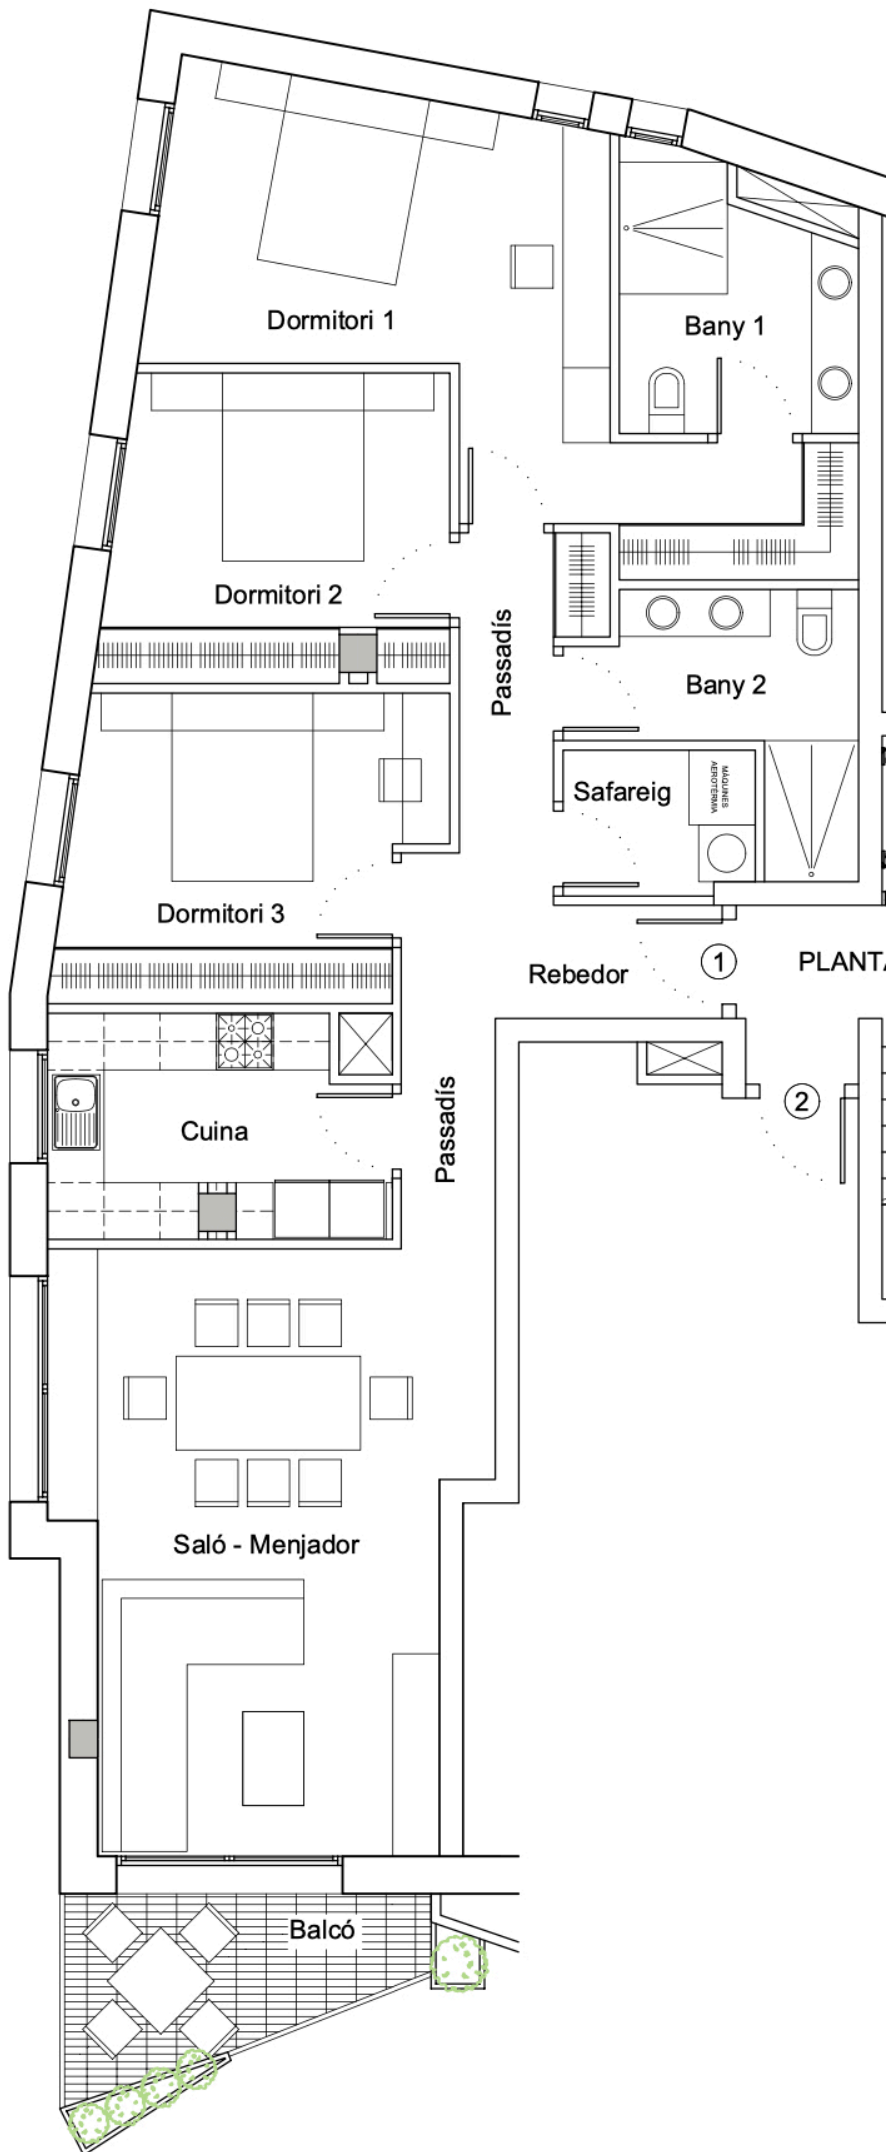 Dormitori 1
Bany 1
Dormitori 2
Passadís
Bany 2
Safareig
MÀQUINES
AEROTÈRMIA
Dormitori 3
Rebedor
1
PLANTA
Passadís
2
Cuina
Saló - Menjador
Balcó